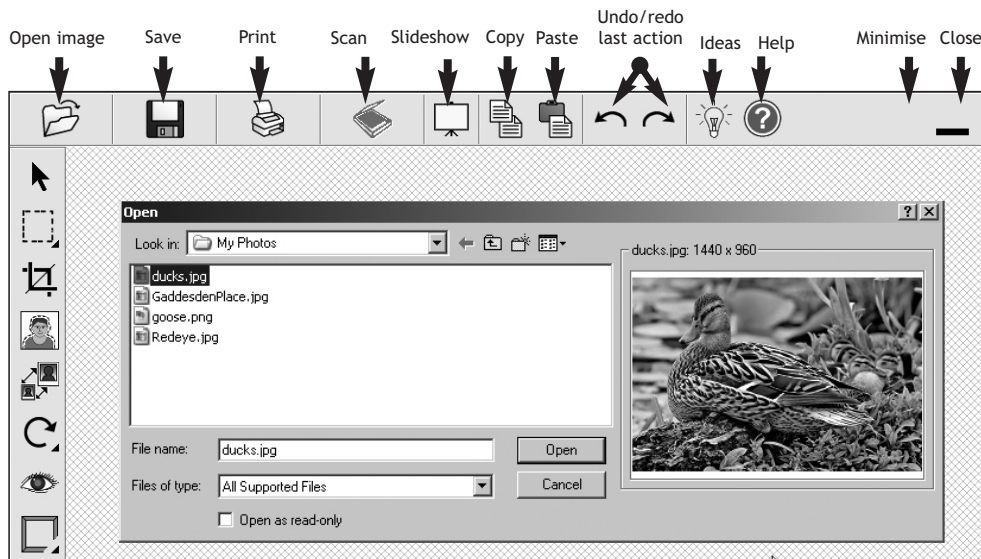 Open image Save Print Scan Slideshow Copy Paste Undo/redo last action Ideas Help Minimise Close
?
Open
? X
Look in: My Photos
ducks.jpg
GaddesdenPlace.jpg
goose.png
Redeye.jpg
ducks.jpg: 1440 x 960
File name: ducks.jpg Open
Files of type: All Supported Files Cancel
Open as read-only